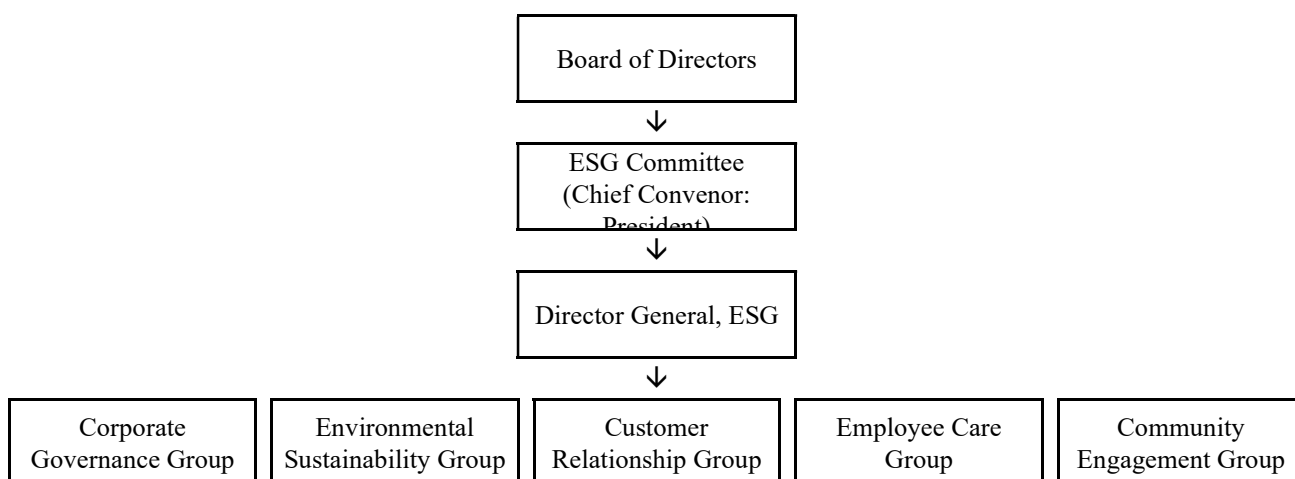 Board of Directors
ESG Committee
(Chief Convenor:
President)
Director General, ESG
Corporate
Governance Group
Environmental
Sustainability Group
Customer
Relationship Group
Employee Care
Group
Community
Engagement Group